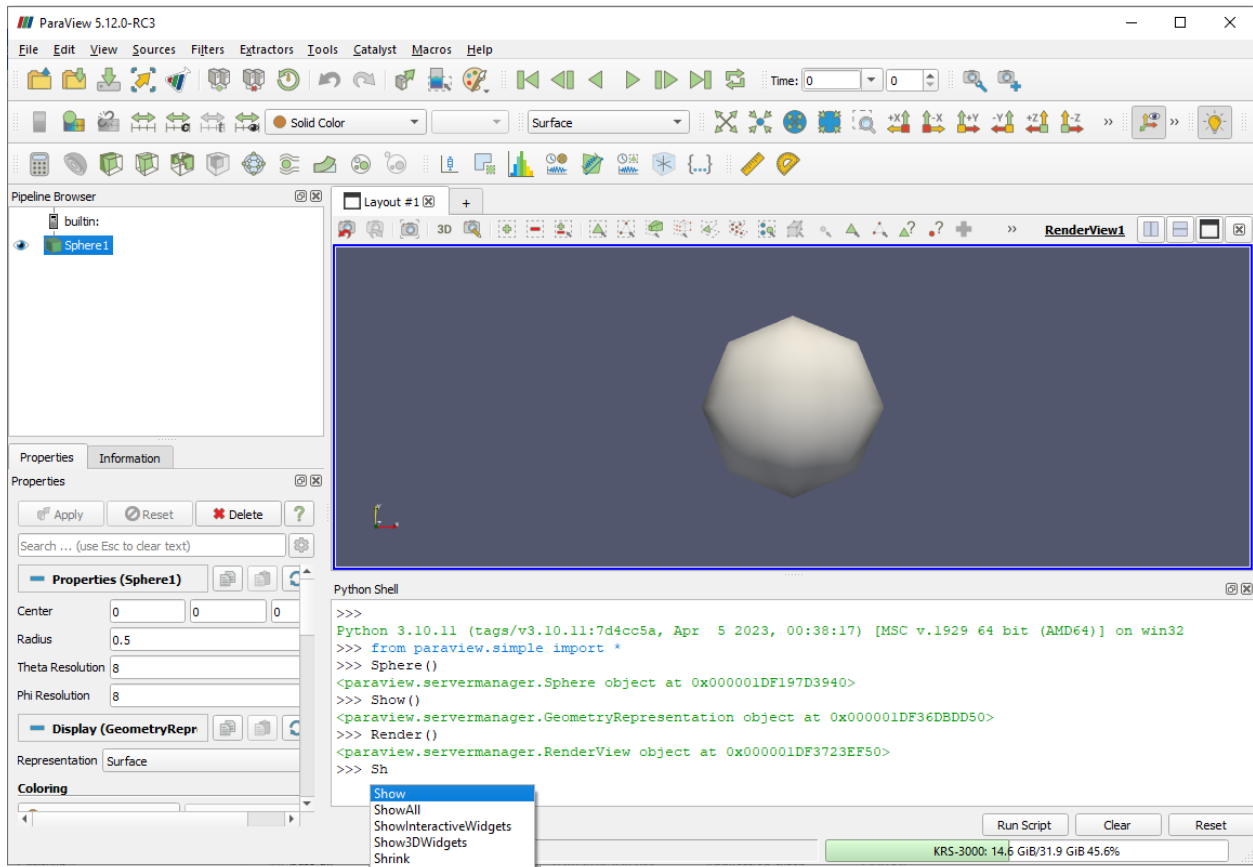 ParaView 5.12.0-RC3
File Edit View Sources Filters Extractors Tools Catalyst Macros Help
Time: 0 0
Solid Color Surface +X -X +Y -Y +Z -Z
{...}
Pipeline Browser
builtin:
Sphere1
Layout #1 +
3D RenderView1
Properties Information
Properties
Apply Reset Delete ?
Search ... (use Esc to clear text)
Properties (Sphere1)
Center 0 0 0
Radius 0.5
Theta Resolution 8
Phi Resolution 8
Display (GeometryRepr
Representation Surface
Coloring
Python Shell
>>>
Python 3.10.11 (tags/v3.10.11:7d4cc5a, Apr 5 2023, 00:38:17) [MSC v.1929 64 bit (AMD64)] on win32
>>> from paraview.simple import *
>>> Sphere()
<paraview.servermanager.Sphere object at 0x000001DF197D3940>
>>> Show()
<paraview.servermanager.GeometryRepresentation object at 0x000001DF36DBDD50>
>>> Render()
<paraview.servermanager.RenderView object at 0x000001DF3723EF50>
>>> Sh
Show
ShowAll
ShowInteractiveWidgets
Show3DWidgets
Shrink
Run Script Clear Reset
KRS-3000: 14.6 GiB/31.9 GiB 45.6%